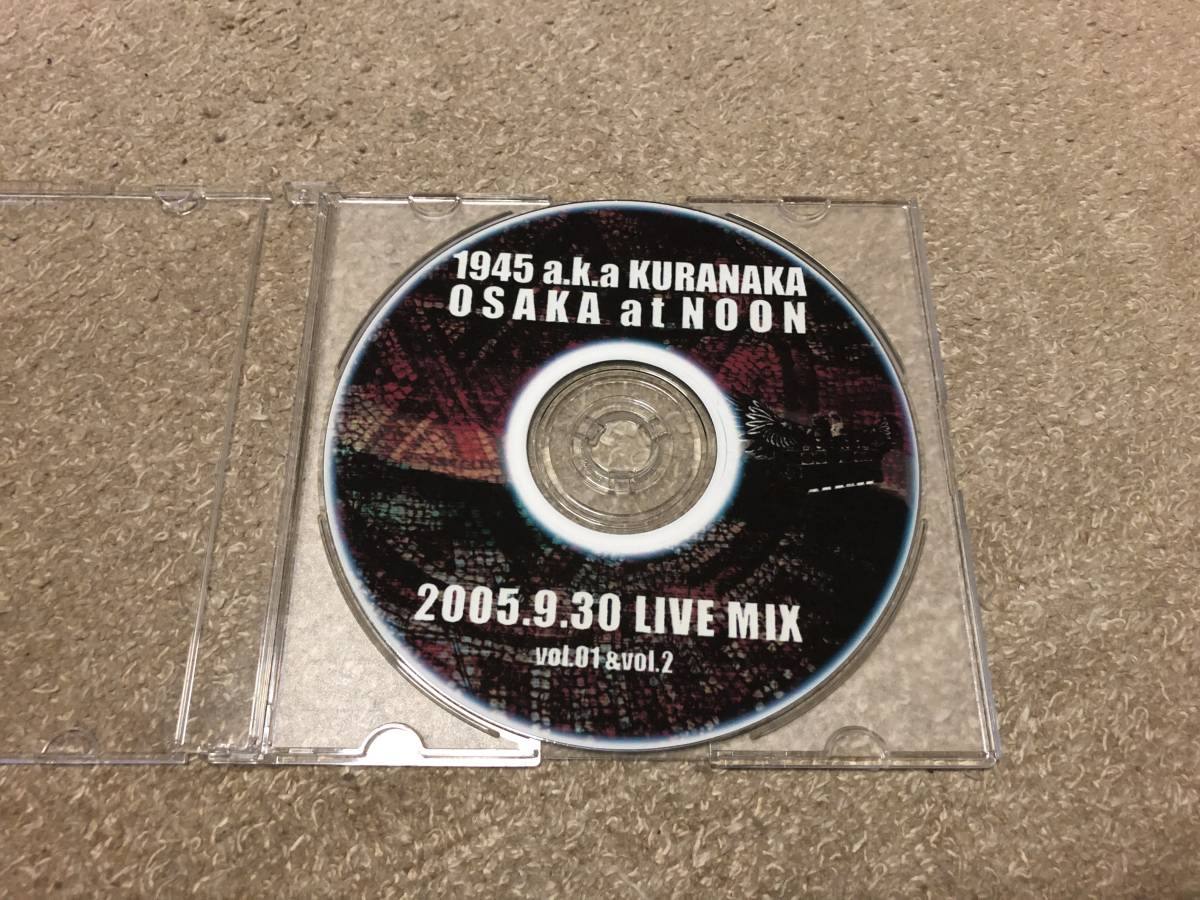 1945 a.k.a KURANAKA
OSAKA at NOON
2005.9.30 LIVE MIX
vol.01 &vol.2